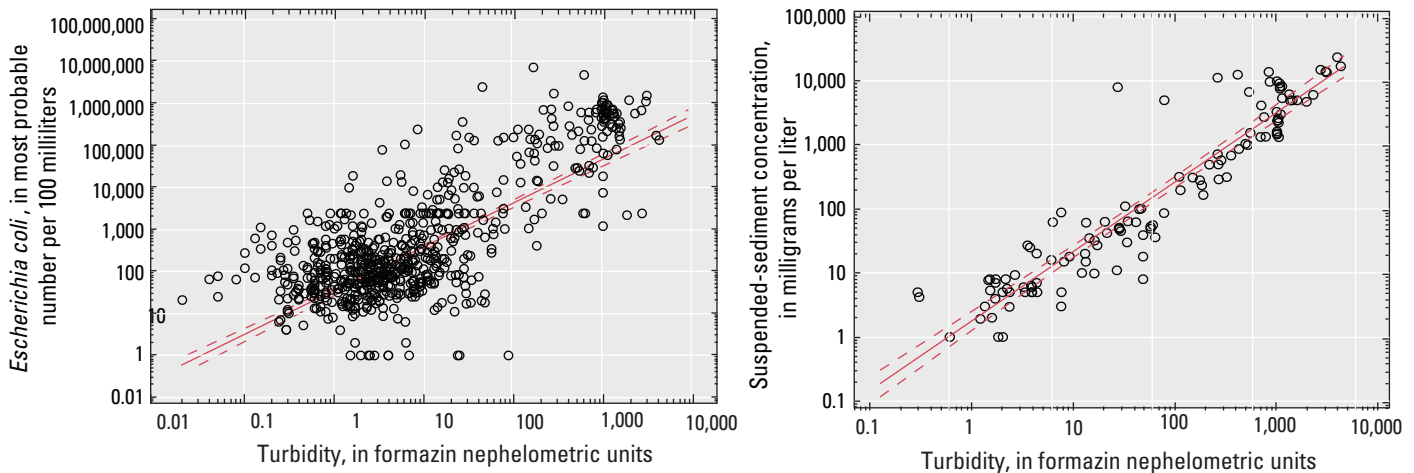 100,000,000
10,000,000
1,000,000
100,000
10,000
1,000
100
10
1
0.01
Escherichia coli, in most probable
number per 100 milliliters
0.01 0.1 1 10 100 1,000 10,000
Turbidity, in formazin nephelometric units
100,000
10,000
1,000
100
10
1
0.1
Suspended-sediment concentration,
in milligrams per liter
0.1 1 10 100 1,000 10,000
Turbidity, in formazin nephelometric units